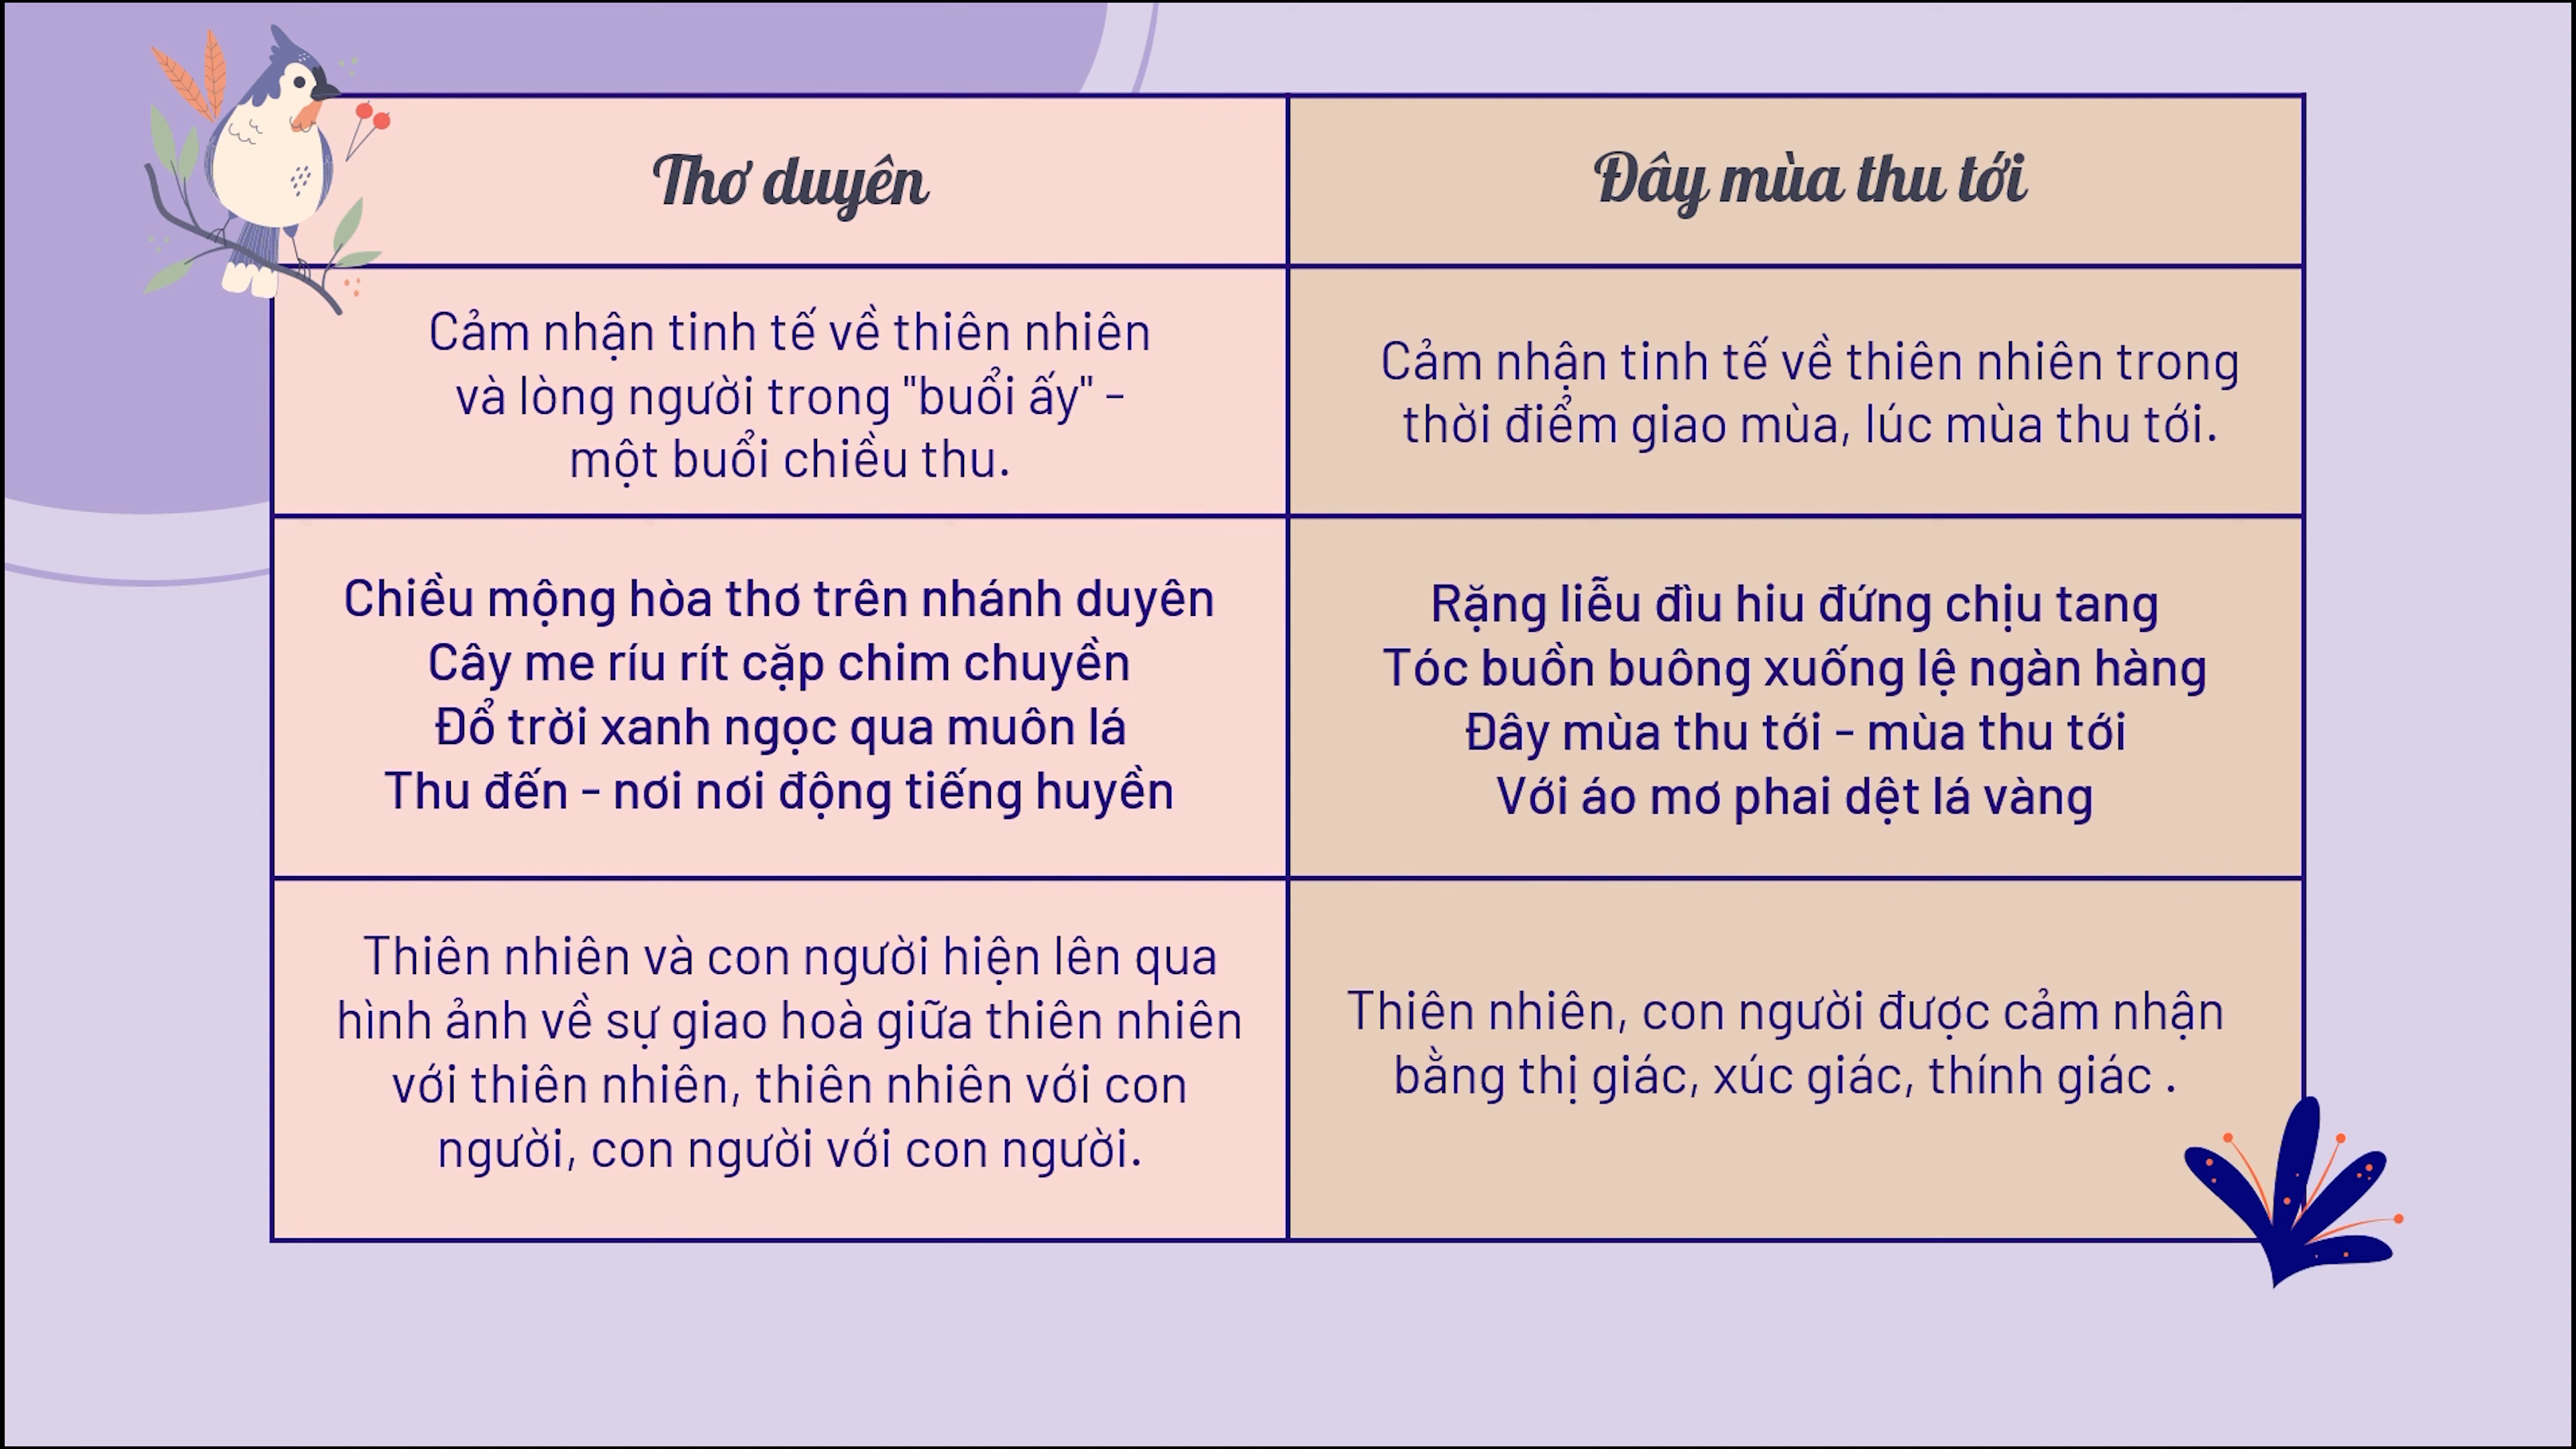 Thơ duyên
Đây mùa thu tới
Cảm nhận tinh tế về thiên nhiên
và lòng người trong "buổi ấy" -
một buổi chiều thu.
Cảm nhận tinh tế về thiên nhiên trong
thời điểm giao mùa, lúc mùa thu tới.
Chiều mộng hòa thơ trên nhánh duyên
Cây me ríu rít cặp chim chuyền
Đổ trời xanh ngọc qua muôn lá
Thu đến - nơi nơi động tiếng huyền
Rặng liễu đìu hiu đứng chịu tang
Tóc buồn buông xuống lệ ngàn hàng
Đây mùa thu tới - mùa thu tới
Với áo mơ phai dệt lá vàng
Thiên nhiên và con người hiện lên qua
hình ảnh về sự giao hoà giữa thiên nhiên
với thiên nhiên, thiên nhiên với con
người, con người với con người.
Thiên nhiên, con người được cảm nhận
bằng thị giác, xúc giác, thính giác .